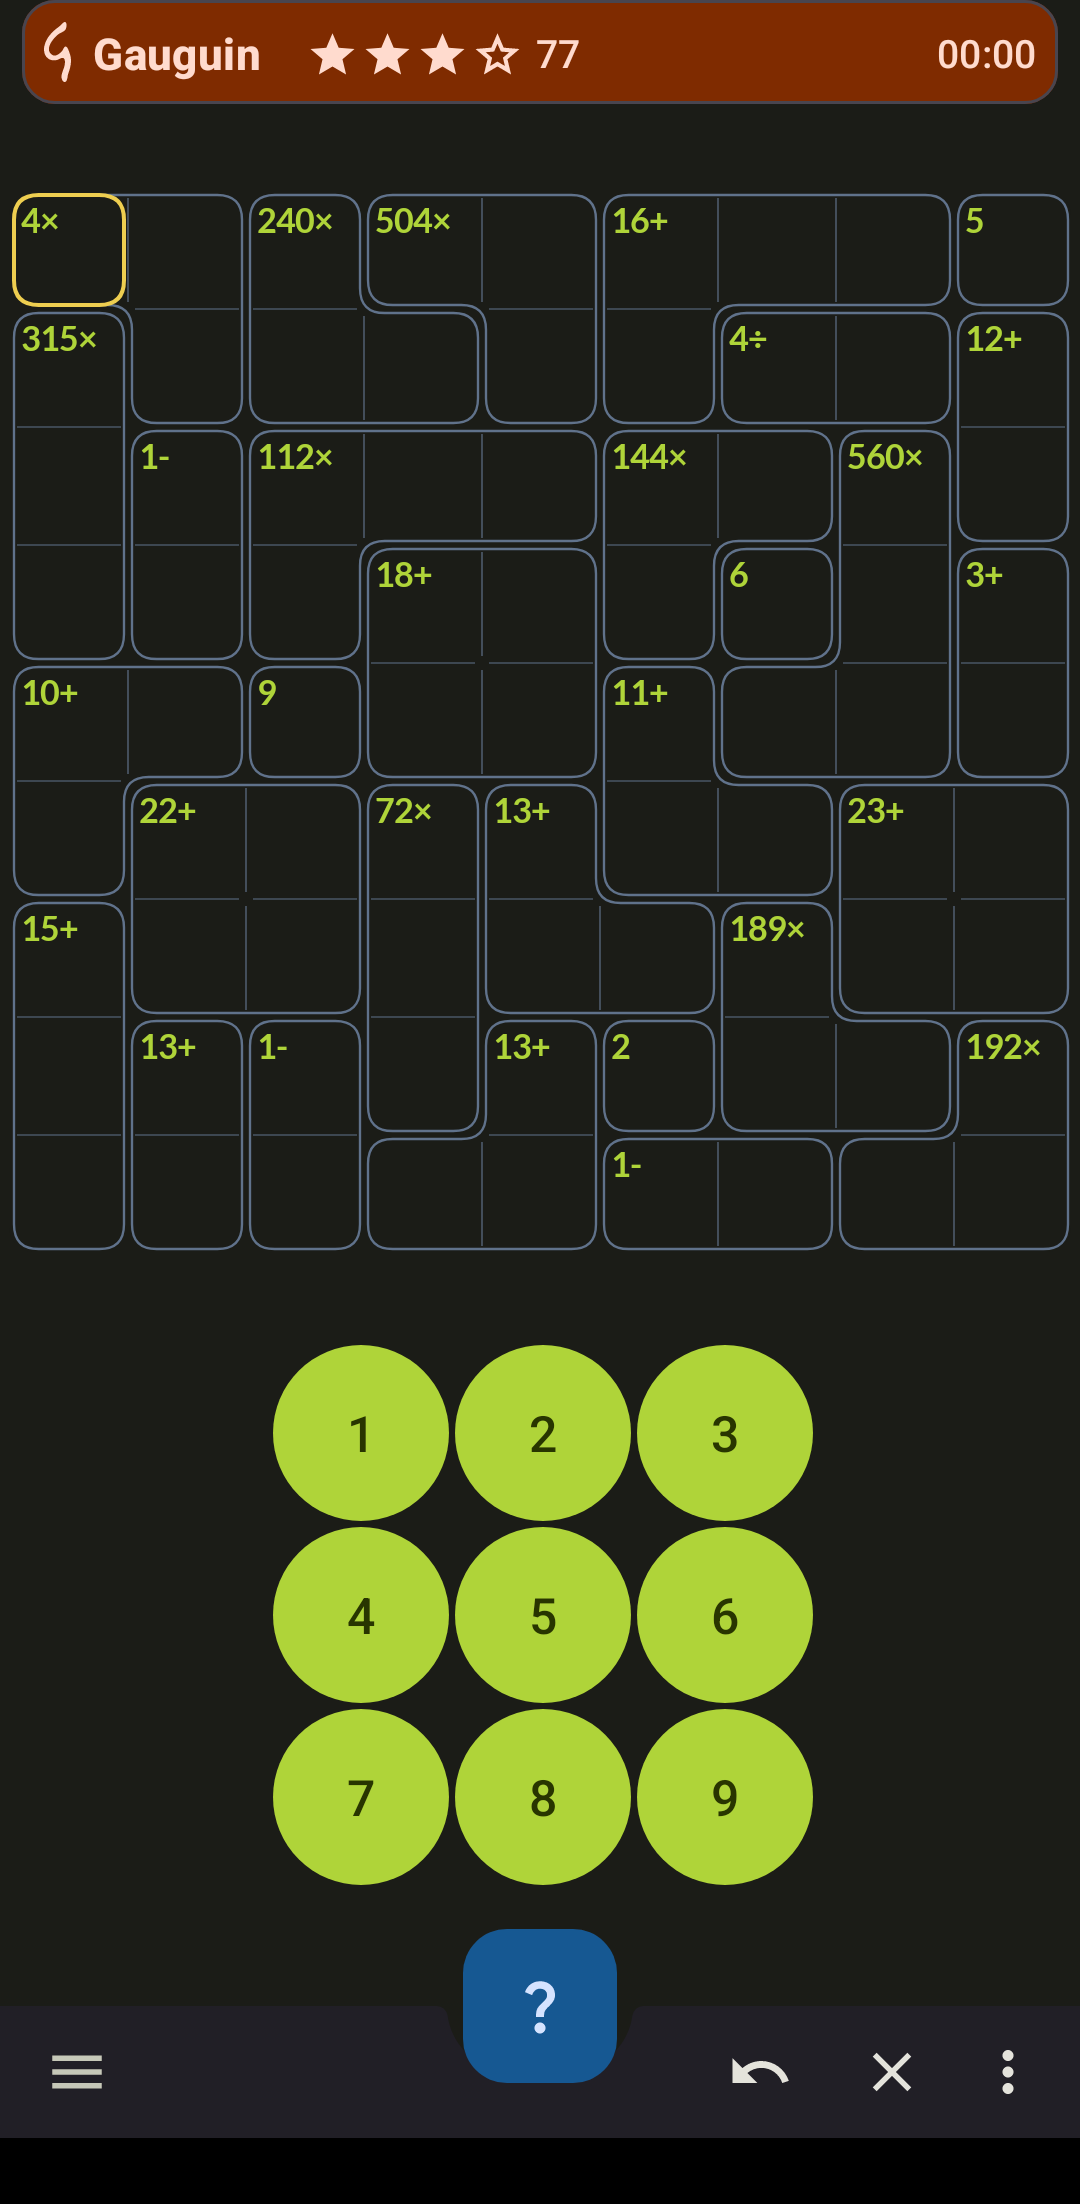 Gauguin 77 00:00
4× 240× 504× 16+ 5
315× 4÷ 12+
1- 112× 144× 560×
18+ 6 3+
10+ 9 11+
22+ 72× 13+ 23+
15+ 189×
13+ 1- 13+ 2 192×
1-
1 2 3
4 5 6
7 8 9
?